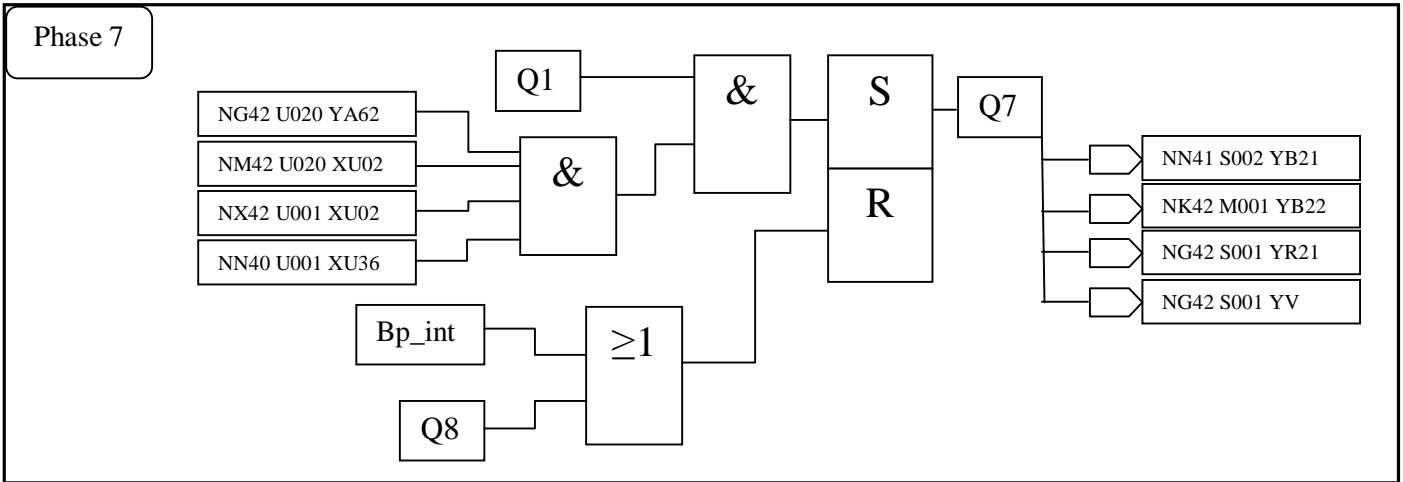 Phase 7
Q1
&
S
Q7
NG42 U020 YA62
NM42 U020 XU02
NX42 U001 XU02
NN40 U001 XU36
&
R
NN41 S002 YB21
NK42 M001 YB22
NG42 S001 YR21
NG42 S001 YV
Bp_int
≥1
Q8